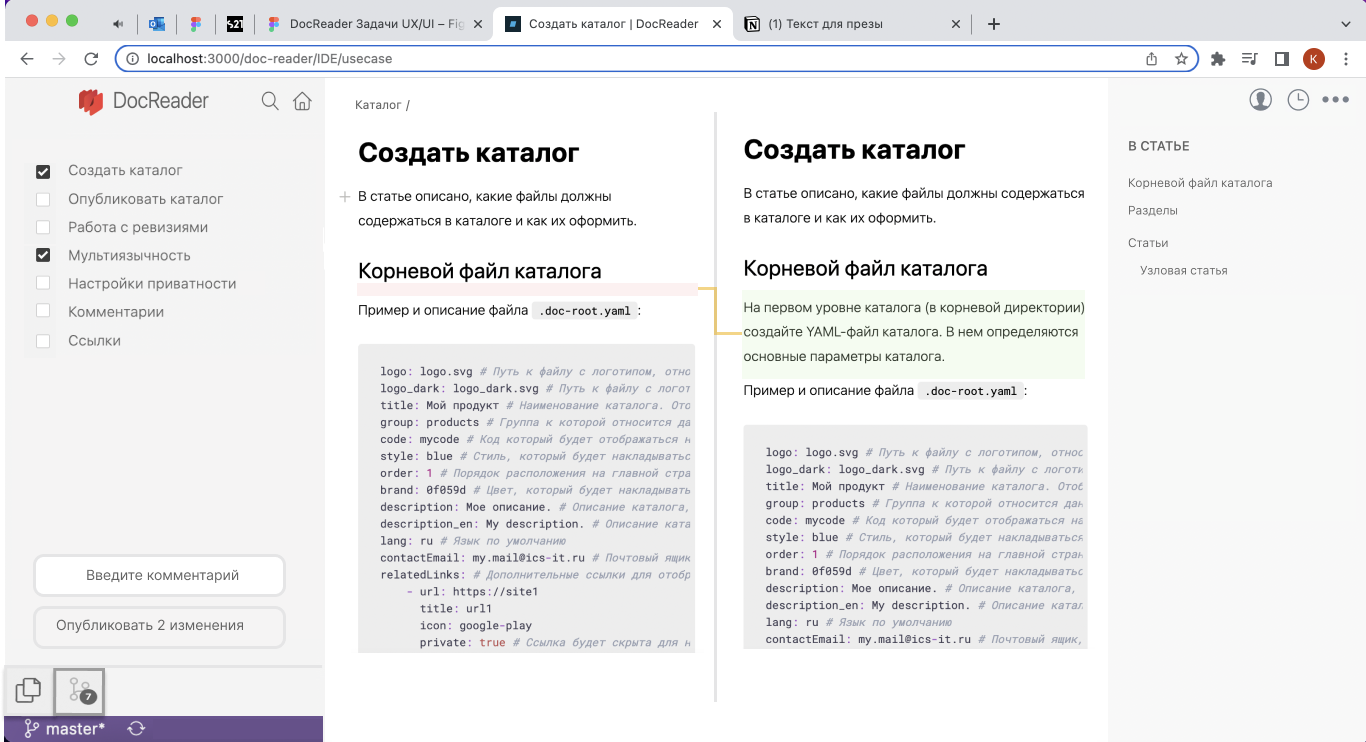 DocReader Задачи UX/UI – Fig
Создать каталог | DocReader
(1) Текст для презы
localhost:3000/doc-reader/IDE/usecase
K
DocReader
Создать каталог
Опубликовать каталог
Работа с ревизиями
Мультиязычность
Настройки приватности
Комментарии
Ссылки
Введите комментарий
Опубликовать 2 изменения
7
master*
Каталог /
Создать каталог
В статье описано, какие файлы должны
содержаться в каталоге и как их оформить.
Корневой файл каталога
Пример и описание файла .doc-root.yaml :
logo: logo.svg # Путь к файлу с логотипом, отно
logo_dark: logo_dark.svg # Путь к файлу с логот
title: Мой продукт # Наименование каталога. Ото
group: products # Группа к которой относится да
code: mycode # Код который будет отображаться н
style: blue # Стиль, который будет накладыватьс
order: 1 # Порядок расположения на главной стра
brand: 0f059d # Цвет, который будет накладывать
description: Мое описание. # Описание каталога,
description_en: My description. # Описание ката
lang: ru # Язык по умолчанию
contactEmail: my.mail@ics-it.ru # Почтовый ящик
relatedLinks: # Дополнительные ссылки для отобр
- url: https://site1
title: url1
icon: google-play
private: true # Ссылка будет скрыта для н
Создать каталог
В статье описано, какие файлы должны содержаться
в каталоге и как их оформить.
Корневой файл каталога
На первом уровне каталога (в корневой директории)
создайте YAML-файл каталога. В нем определяются
основные параметры каталога.
Пример и описание файла .doc-root.yaml :
logo: logo.svg # Путь к файлу с логотипом, относ
logo_dark: logo_dark.svg # Путь к файлу с логоти
title: Мой продукт # Наименование каталога. Отоб
group: products # Группа к которой относится дан
code: mycode # Код который будет отображаться на
style: blue # Стиль, который будет накладываться
order: 1 # Порядок расположения на главной стран
brand: 0f059d # Цвет, который будет накладыватьс
description: Мое описание. # Описание каталога,
description_en: My description. # Описание катал
lang: ru # Язык по умолчанию
contactEmail: my.mail@ics-it.ru # Почтовый ящик,
В СТАТЬЕ
Корневой файл каталога
Разделы
Статьи
Узловая статья